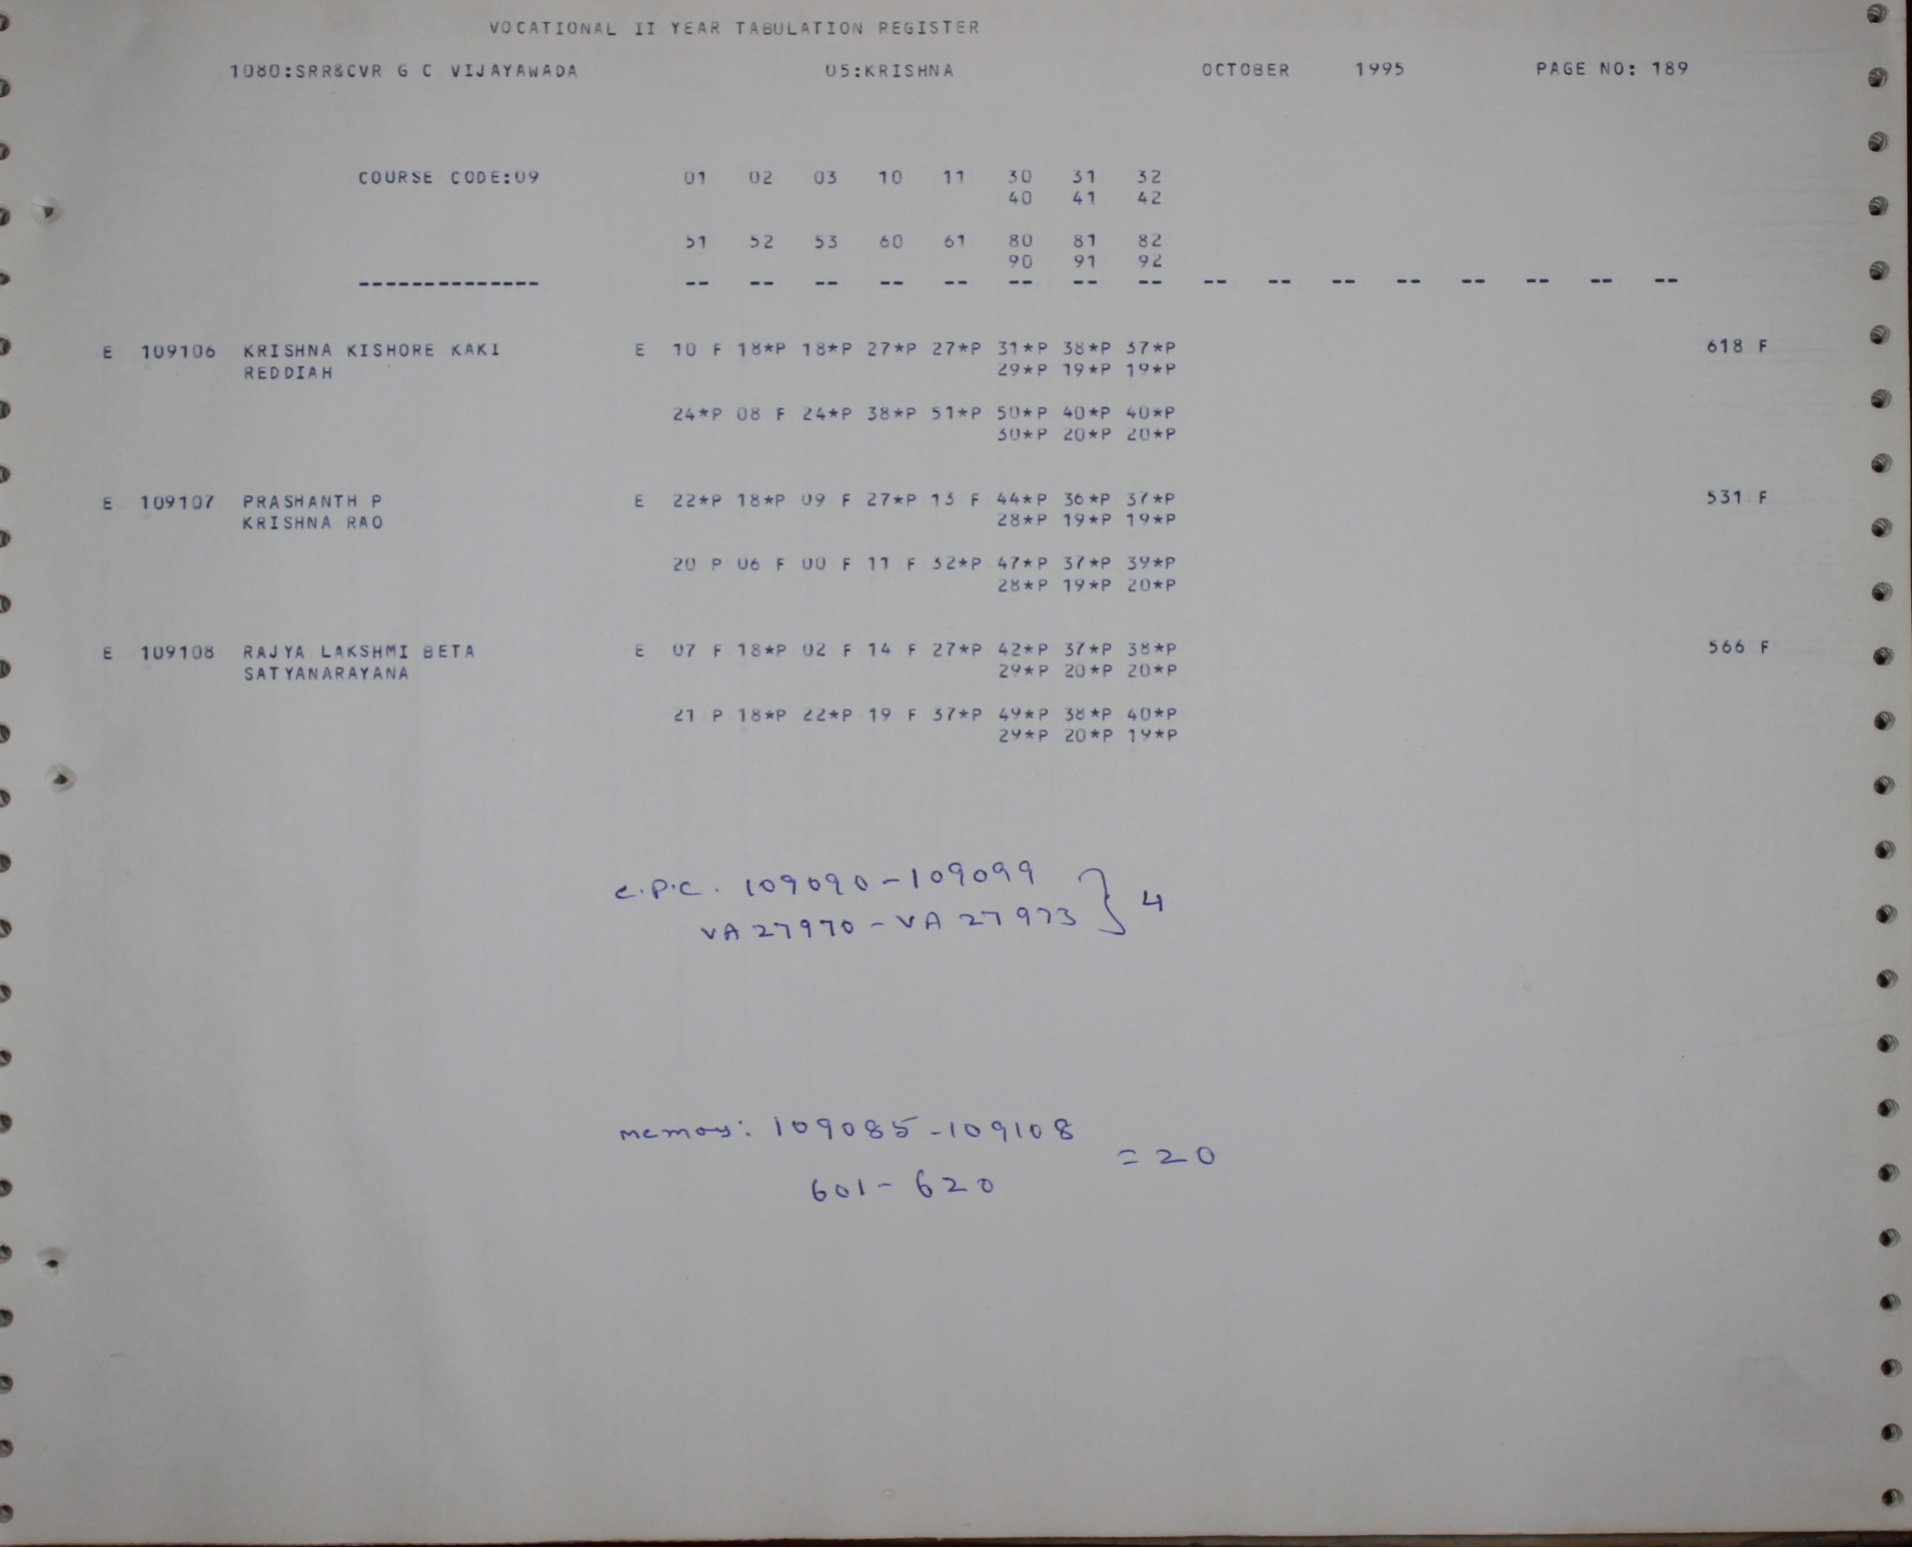 VOCATIONAL II YEAR TABULATION REGISTER
1080:SRR&CVR G C VIJAYAWADA 05:KRISHNA OCTOBER 1995 PAGE NO: 189
COURSE CODE:09 01 02 03 10 11 30 31 32
40 41 42
51 52 53 60 61 80 81 82
90 91 92
-------------- -- -- -- -- -- -- -- -- -- -- -- -- -- -- -- --
E 109106 KRISHNA KISHORE KAKI E 10 F 18*P 18*P 27*P 27*P 31*P 38*P 37*P 618 F
REDDIAH 29*P 19*P 19*P
24*P 08 F 24*P 38*P 51*P 50*P 40*P 40*P
30*P 20*P 20*P
E 109107 PRASHANTH P E 22*P 18*P 09 F 27*P 13 F 44*P 36*P 37*P 531 F
KRISHNA RAO 28*P 19*P 19*P
20 P 06 F 00 F 11 F 32*P 47*P 37*P 39*P
28*P 19*P 20*P
E 109108 RAJYA LAKSHMI BETA E 07 F 18*P 02 F 14 F 27*P 42*P 37*P 38*P 566 F
SATYANARAYANA 29*P 20*P 20*P
21 P 18*P 22*P 19 F 37*P 49*P 38*P 40*P
29*P 20*P 19*P
C.P.C. 109090-109099
VA 27970-VA 27973 } 4
memos: 109085-109108
= 20
601-620